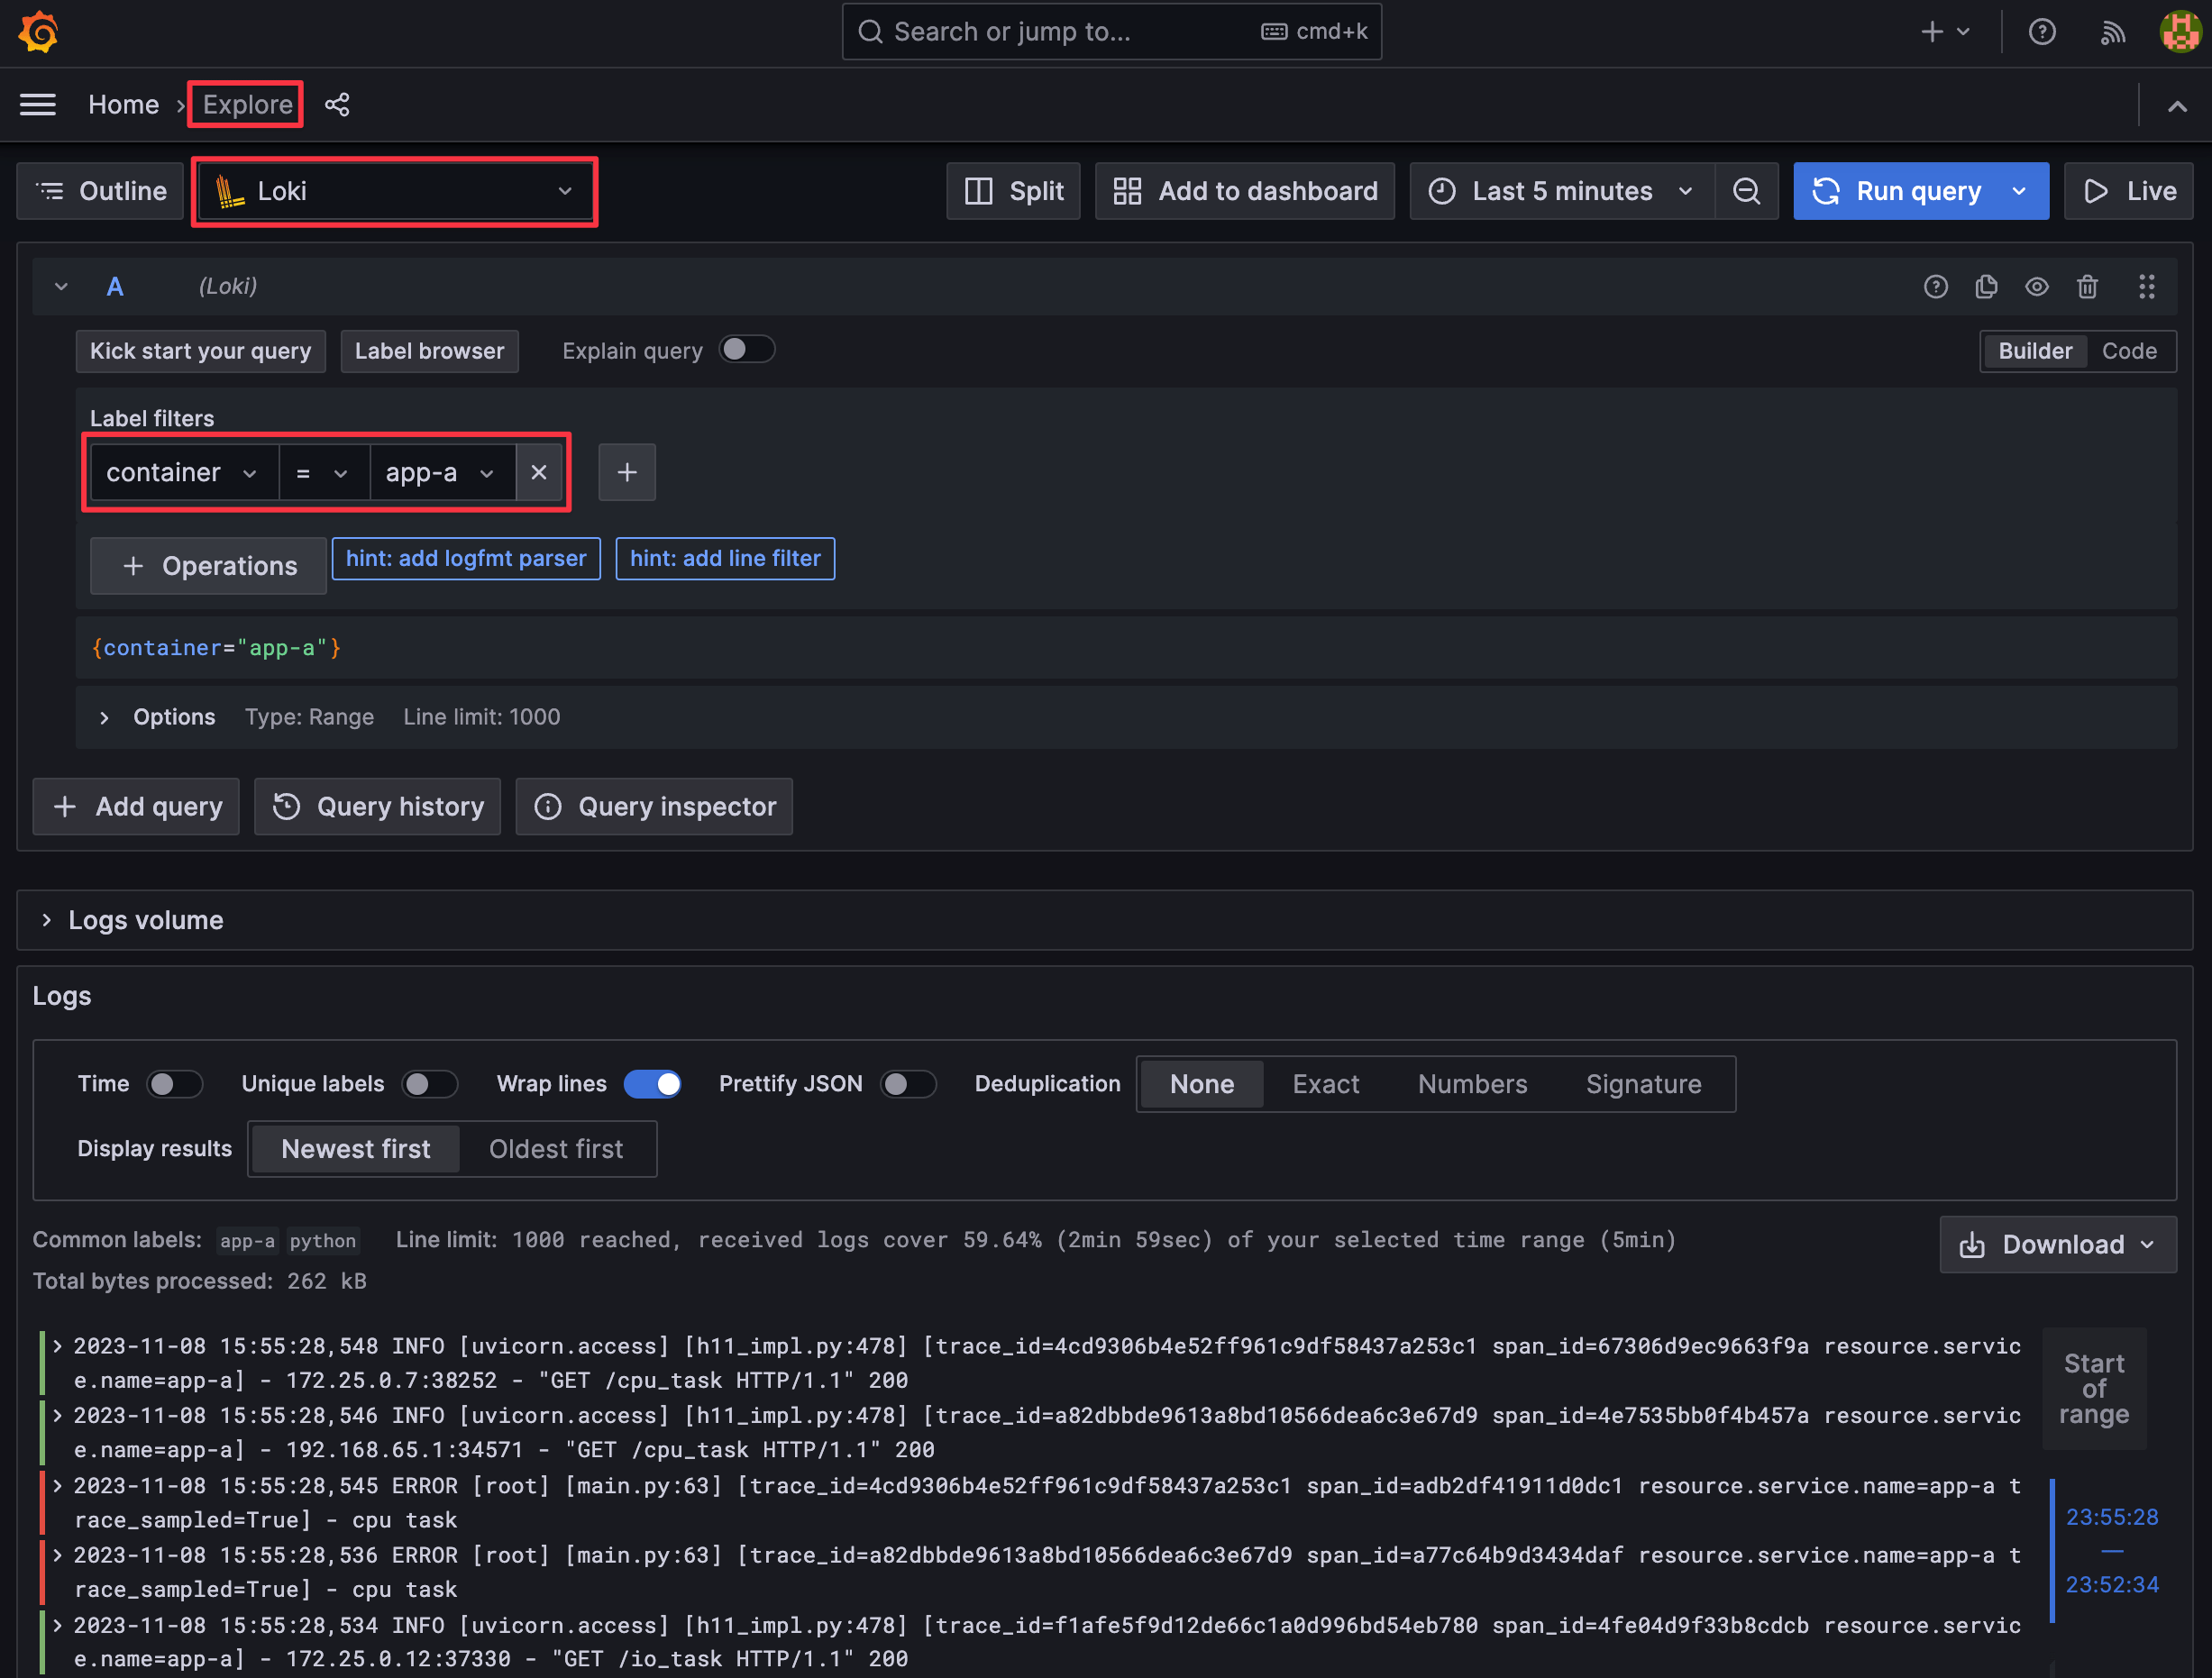 Search or jump to... cmd+k
Home › Explore
Outline Loki Split Add to dashboard Last 5 minutes Run query Live
A (Loki)
Kick start your query Label browser Explain query Builder Code
Label filters
container = app-a
+ Operations hint: add logfmt parser hint: add line filter
{container="app-a"}
Options Type: Range Line limit: 1000
+ Add query Query history Query inspector
Logs volume
Logs
Time Unique labels Wrap lines Prettify JSON Deduplication None Exact Numbers Signature
Display results Newest first Oldest first
Common labels: app-a python Line limit: 1000 reached, received logs cover 59.64% (2min 59sec) of your selected time range (5min)
Download
Total bytes processed: 262 kB
2023-11-08 15:55:28,548 INFO [uvicorn.access] [h11_impl.py:478] [trace_id=4cd9306b4e52ff961c9df58437a253c1 span_id=67306d9ec9663f9a resource.servic
e.name=app-a] - 172.25.0.7:38252 - "GET /cpu_task HTTP/1.1" 200
2023-11-08 15:55:28,546 INFO [uvicorn.access] [h11_impl.py:478] [trace_id=a82dbbde9613a8bd10566dea6c3e67d9 span_id=4e7535bb0f4b457a resource.servic
e.name=app-a] - 192.168.65.1:34571 - "GET /cpu_task HTTP/1.1" 200
2023-11-08 15:55:28,545 ERROR [root] [main.py:63] [trace_id=4cd9306b4e52ff961c9df58437a253c1 span_id=adb2df41911d0dc1 resource.service.name=app-a t
race_sampled=True] - cpu task
2023-11-08 15:55:28,536 ERROR [root] [main.py:63] [trace_id=a82dbbde9613a8bd10566dea6c3e67d9 span_id=a77c64b9d3434daf resource.service.name=app-a t
race_sampled=True] - cpu task
2023-11-08 15:55:28,534 INFO [uvicorn.access] [h11_impl.py:478] [trace_id=f1afe5f9d12de66c1a0d996bd54eb780 span_id=4fe04d9f33b8cdcb resource.servic
e.name=app-a] - 172.25.0.12:37330 - "GET /io_task HTTP/1.1" 200
Start
of
range
23:55:28
—
23:52:34